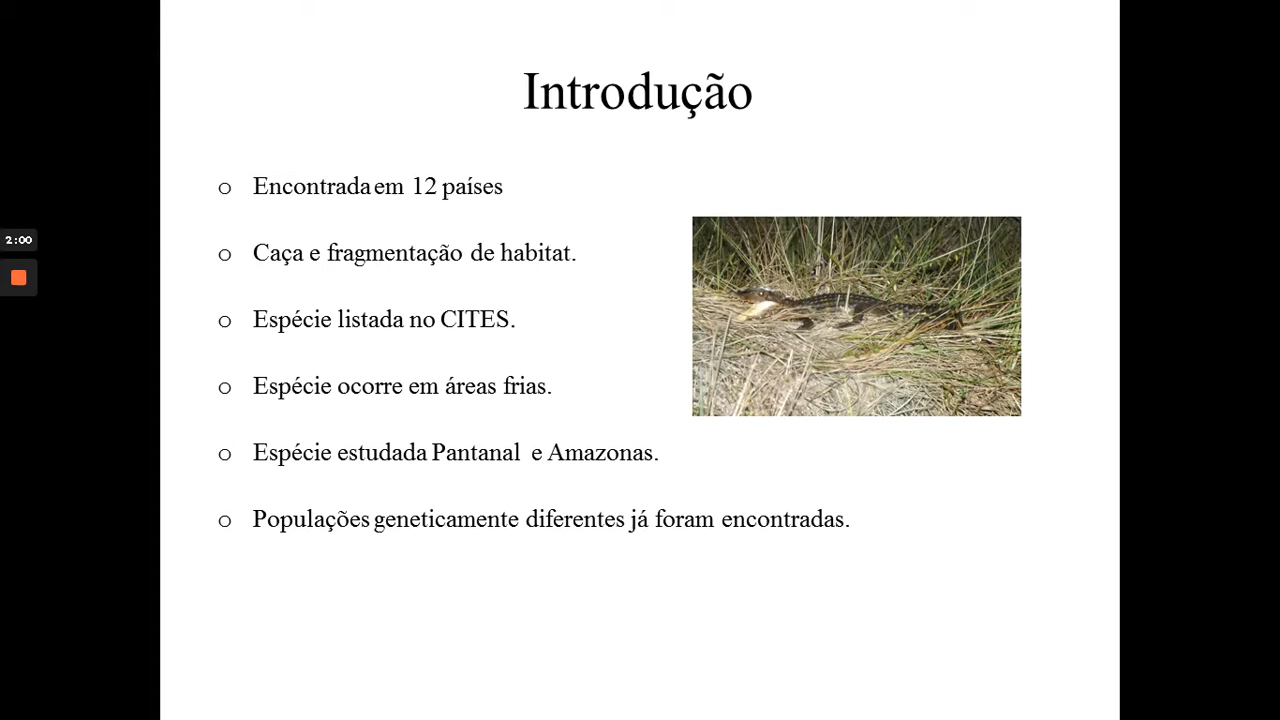 Introdução
o Encontrada em 12 países
o Caça e fragmentação de habitat.
2:00
o Espécie listada no CITES.
o Espécie ocorre em áreas frias.
o Espécie estudada Pantanal e Amazonas.
o Populações geneticamente diferentes já foram encontradas.